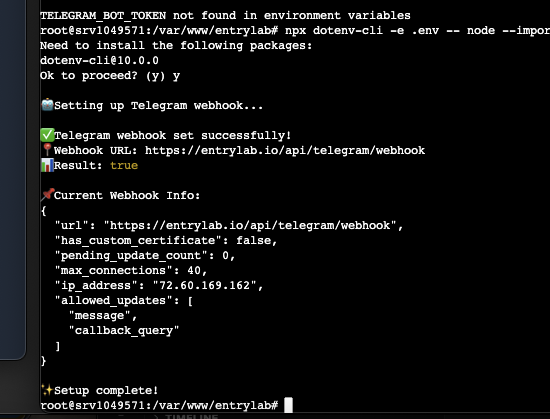 TELEGRAM_BOT_TOKEN not found in environment variables
root@srv1049571:/var/www/entrylab# npx dotenv-cli -e .env -- node --impor
Need to install the following packages:
dotenv-cli@10.0.0
Ok to proceed? (y) y
🤖Setting up Telegram webhook...
✅Telegram webhook set successfully!
📍Webhook URL: https://entrylab.io/api/telegram/webhook
📊Result: true
📌Current Webhook Info:
{
"url": "https://entrylab.io/api/telegram/webhook",
"has_custom_certificate": false,
"pending_update_count": 0,
"max_connections": 40,
"ip_address": "72.60.169.162",
"allowed_updates": [
"message",
"callback_query"
]
}
✨Setup complete!
root@srv1049571:/var/www/entrylab#
TIMELINE